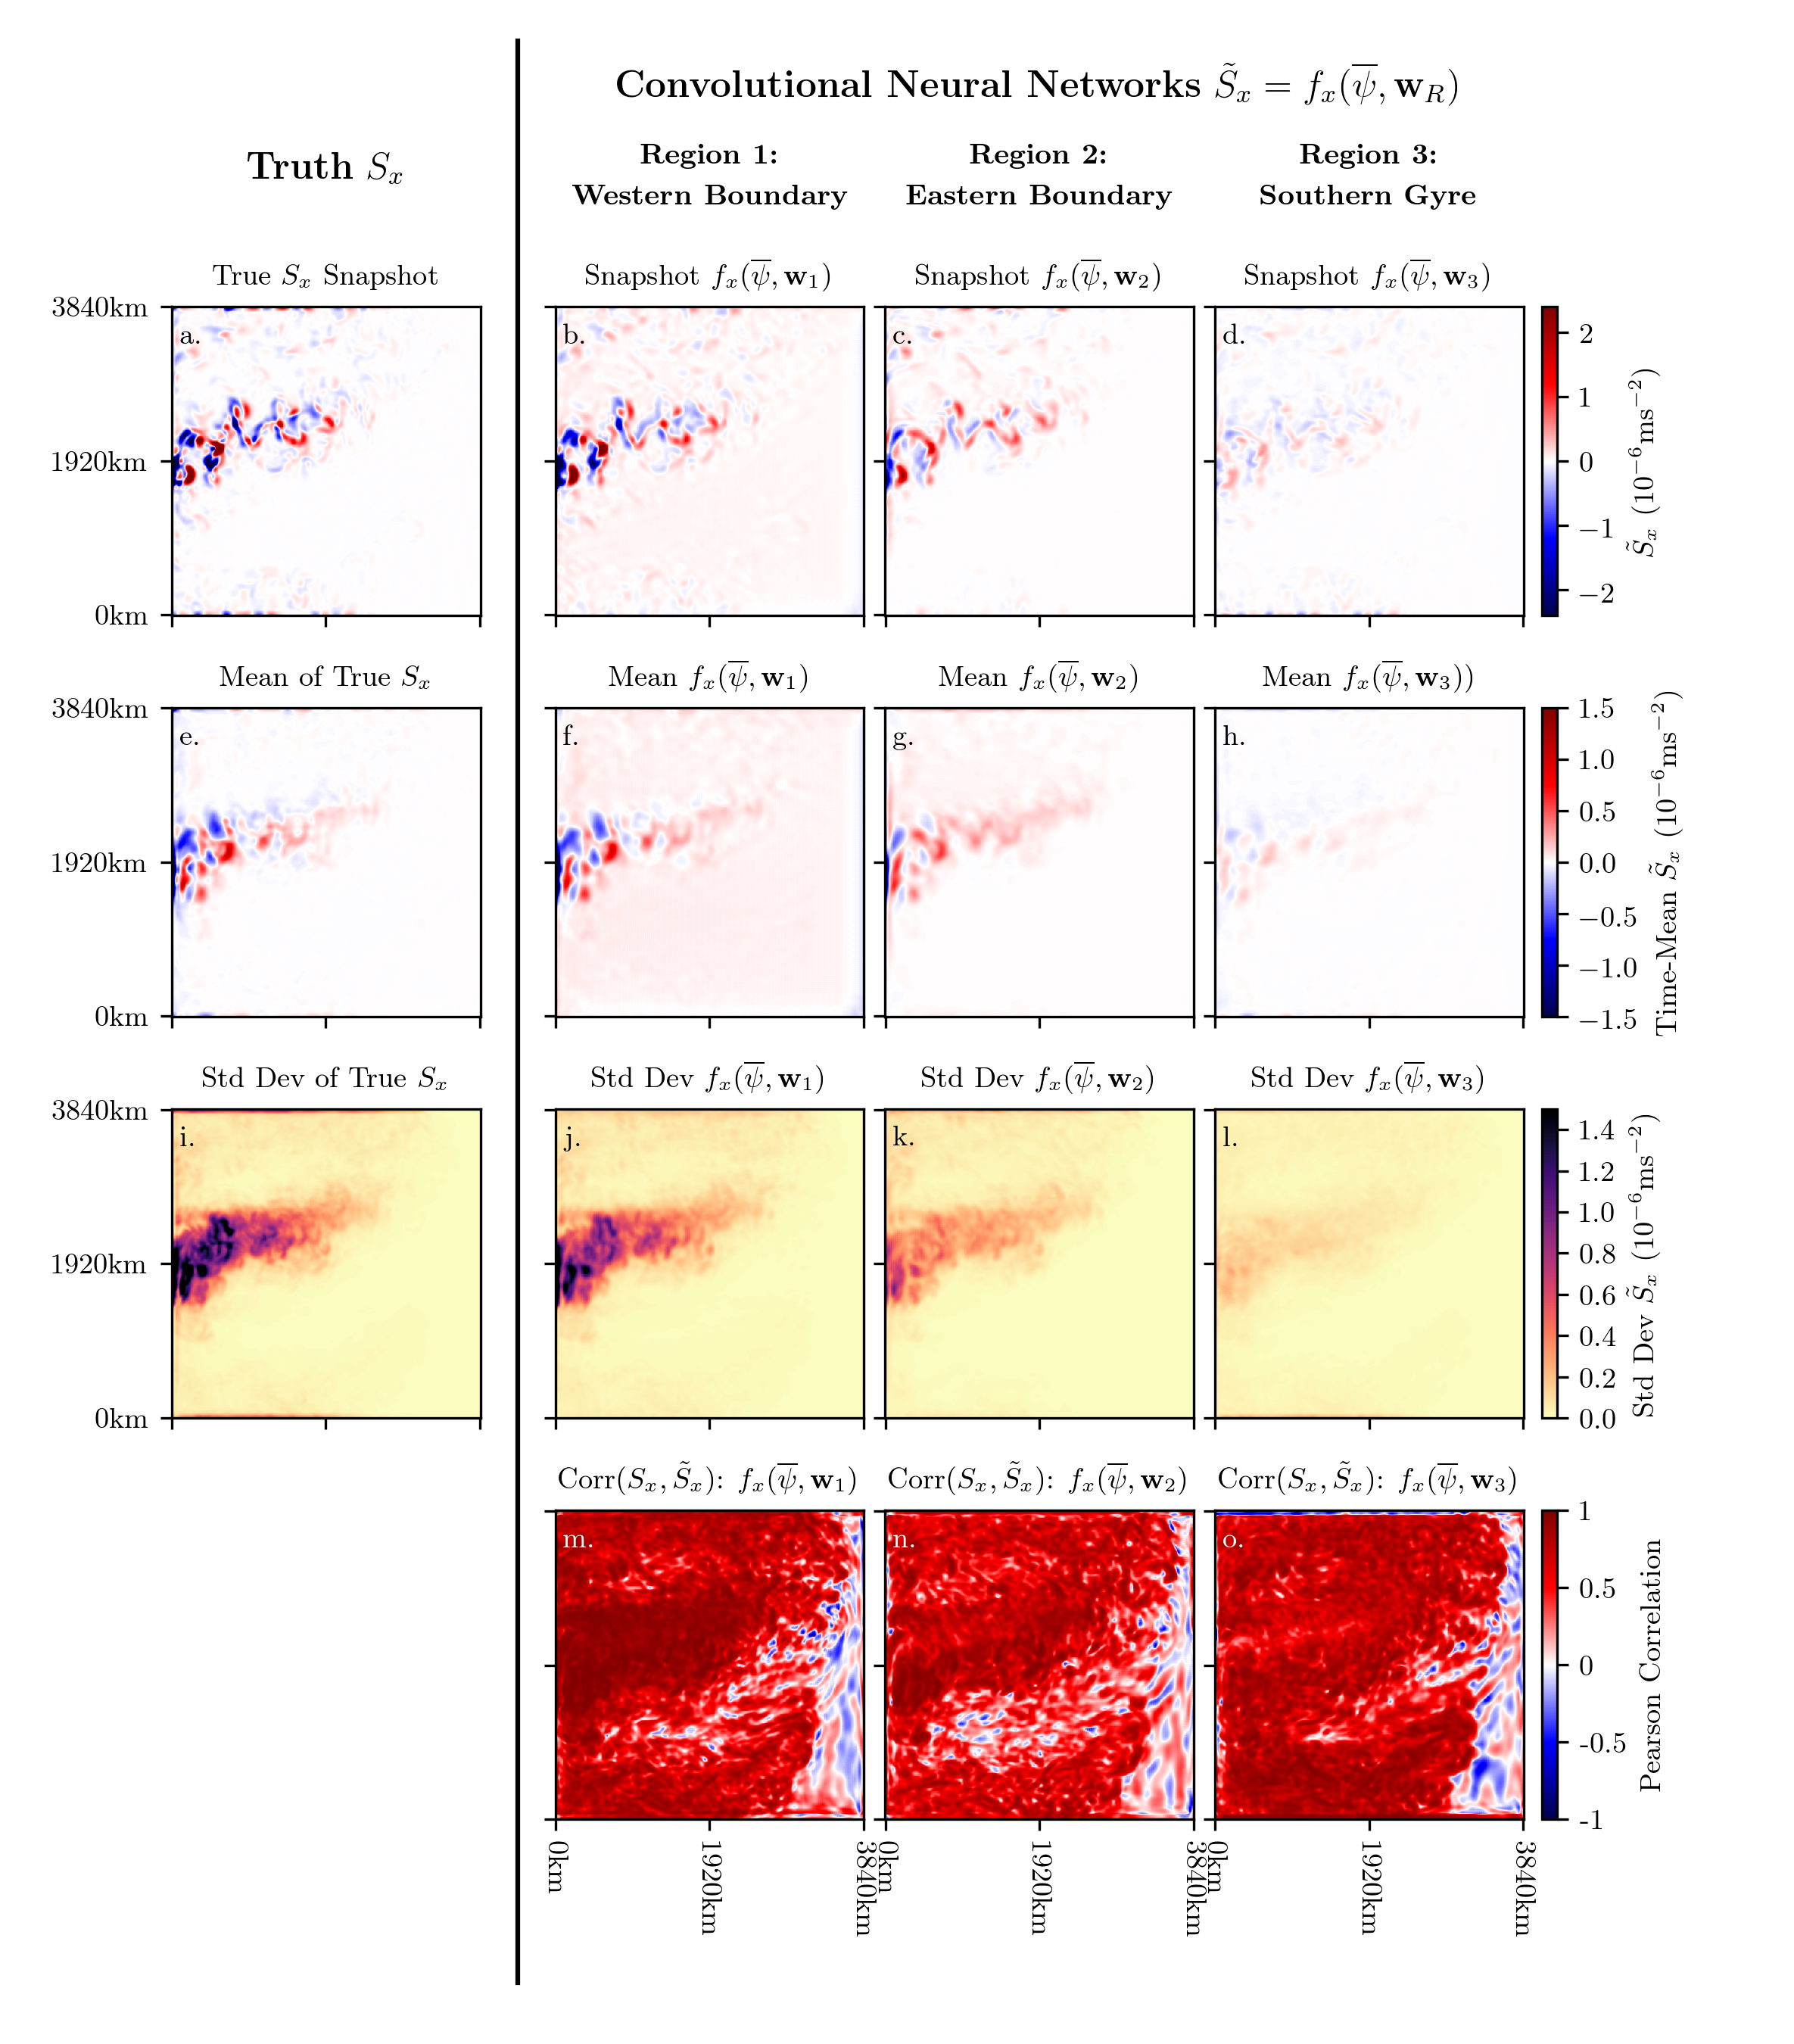 Convolutional Neural Networks S̃ₓ = fₓ(ψ̅, w_R)
Truth Sₓ
Region 1:
Western Boundary
Region 2:
Eastern Boundary
Region 3:
Southern Gyre
True Sₓ Snapshot
Snapshot fₓ(ψ̅, w₁)
Snapshot fₓ(ψ̅, w₂)
Snapshot fₓ(ψ̅, w₃)
3840km
1920km
0km
a.
b.
c.
d.
2
1
0
−1
−2
S̃ₓ (10⁻⁶ms⁻²)
Mean of True Sₓ
Mean fₓ(ψ̅, w₁)
Mean fₓ(ψ̅, w₂)
Mean fₓ(ψ̅, w₃))
3840km
1920km
0km
e.
f.
g.
h.
1.5
1.0
0.5
0.0
−0.5
−1.0
−1.5
Time-Mean S̃ₓ (10⁻⁶ms⁻²)
Std Dev of True Sₓ
Std Dev fₓ(ψ̅, w₁)
Std Dev fₓ(ψ̅, w₂)
Std Dev fₓ(ψ̅, w₃)
3840km
1920km
0km
i.
j.
k.
l.
1.4
1.2
1.0
0.8
0.6
0.4
0.2
0.0
Std Dev S̃ₓ (10⁻⁶ms⁻²)
Corr(Sₓ, S̃ₓ): fₓ(ψ̅, w₁)
Corr(Sₓ, S̃ₓ): fₓ(ψ̅, w₂)
Corr(Sₓ, S̃ₓ): fₓ(ψ̅, w₃)
m.
n.
o.
1
0.5
0
-0.5
-1
Pearson Correlation
0km
1920km
3840km
0km
1920km
3840km
0km
1920km
3840km